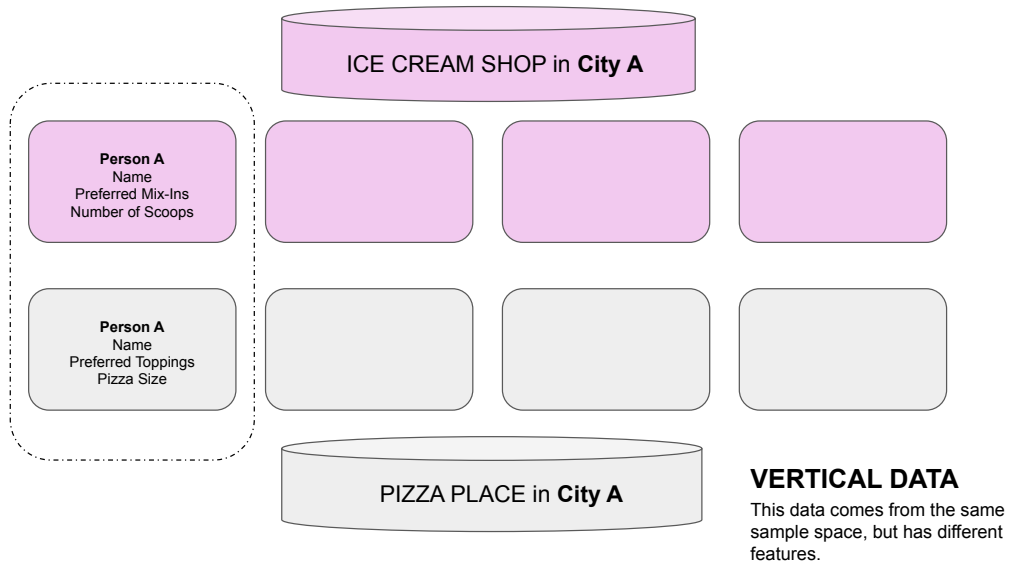 ICE CREAM SHOP in City A
Person A
Name
Preferred Mix-Ins
Number of Scoops
Person A
Name
Preferred Toppings
Pizza Size
PIZZA PLACE in City A
VERTICAL DATA
This data comes from the same
sample space, but has different
features.